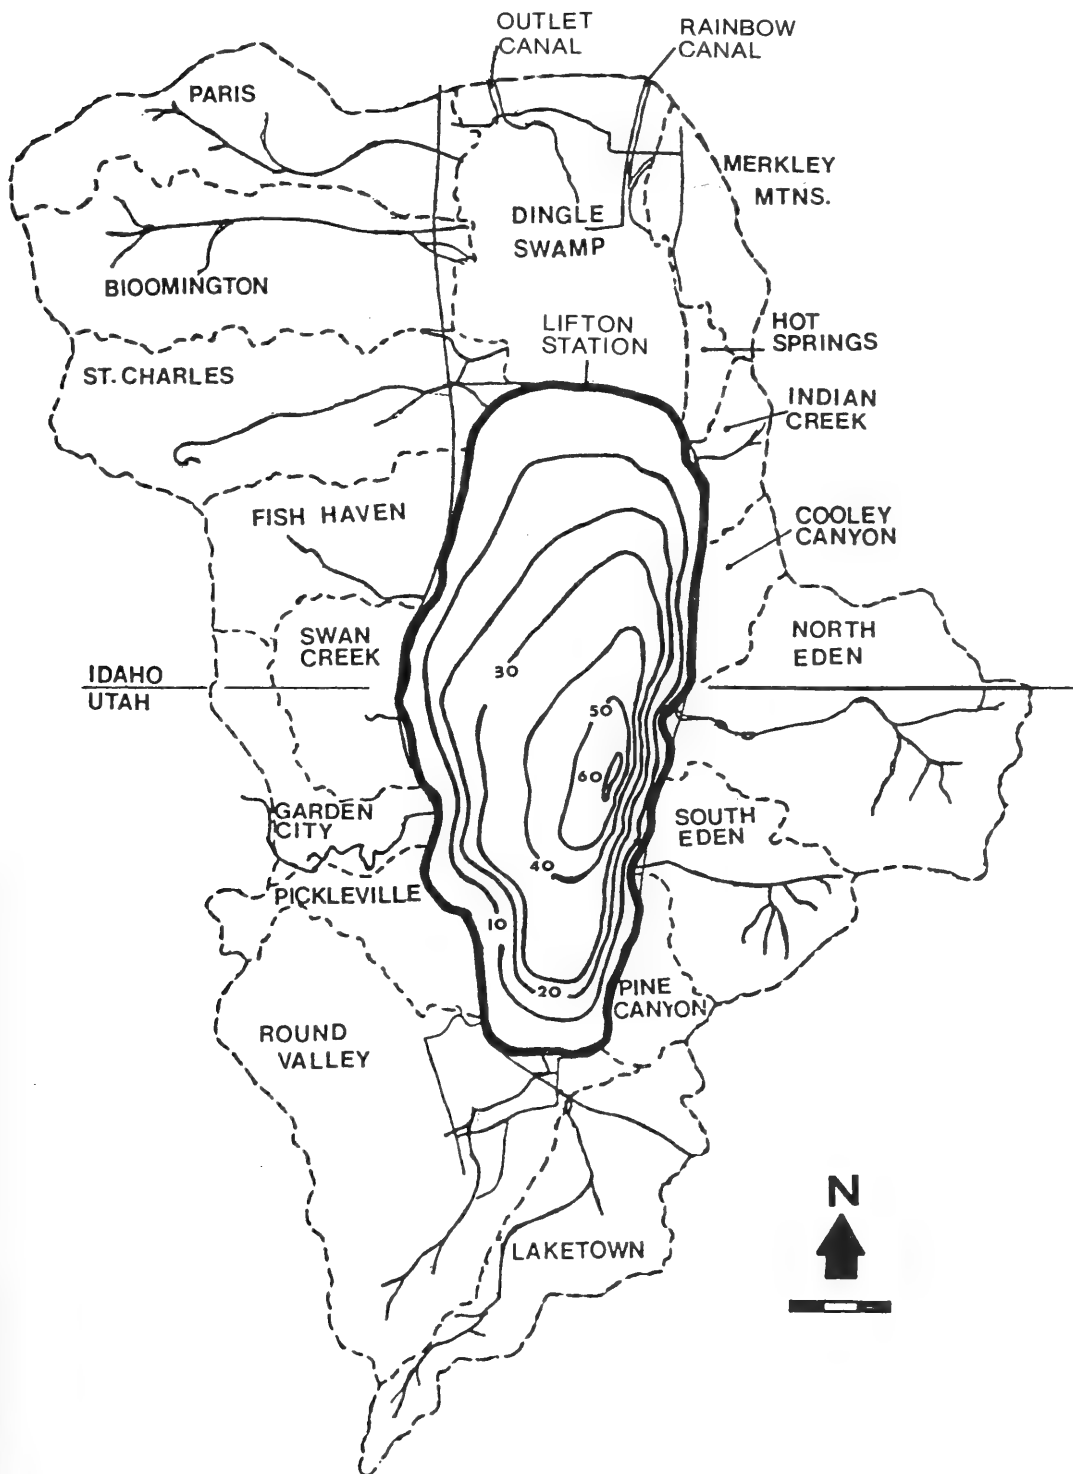 OUTLET
CANAL
RAINBOW
CANAL
PARIS
MERKLEY
MTNS.
DINGLE
SWAMP
BIOOMINGTON
LIFTON
STATION
HOT
SPRINGS
ST. CHARLES
INDIAN
CREEK
FISH HAVEN
COOLEY
CANYON
SWAN
CREEK
NORTH
EDEN
30
IDAHO
UTAH
50
60
GARDEN
CITY
SOUTH
EDEN
40
PICKLEVILLE
10
20
PINE
CANYON
ROUND
VALLEY
N
LAKETOWN